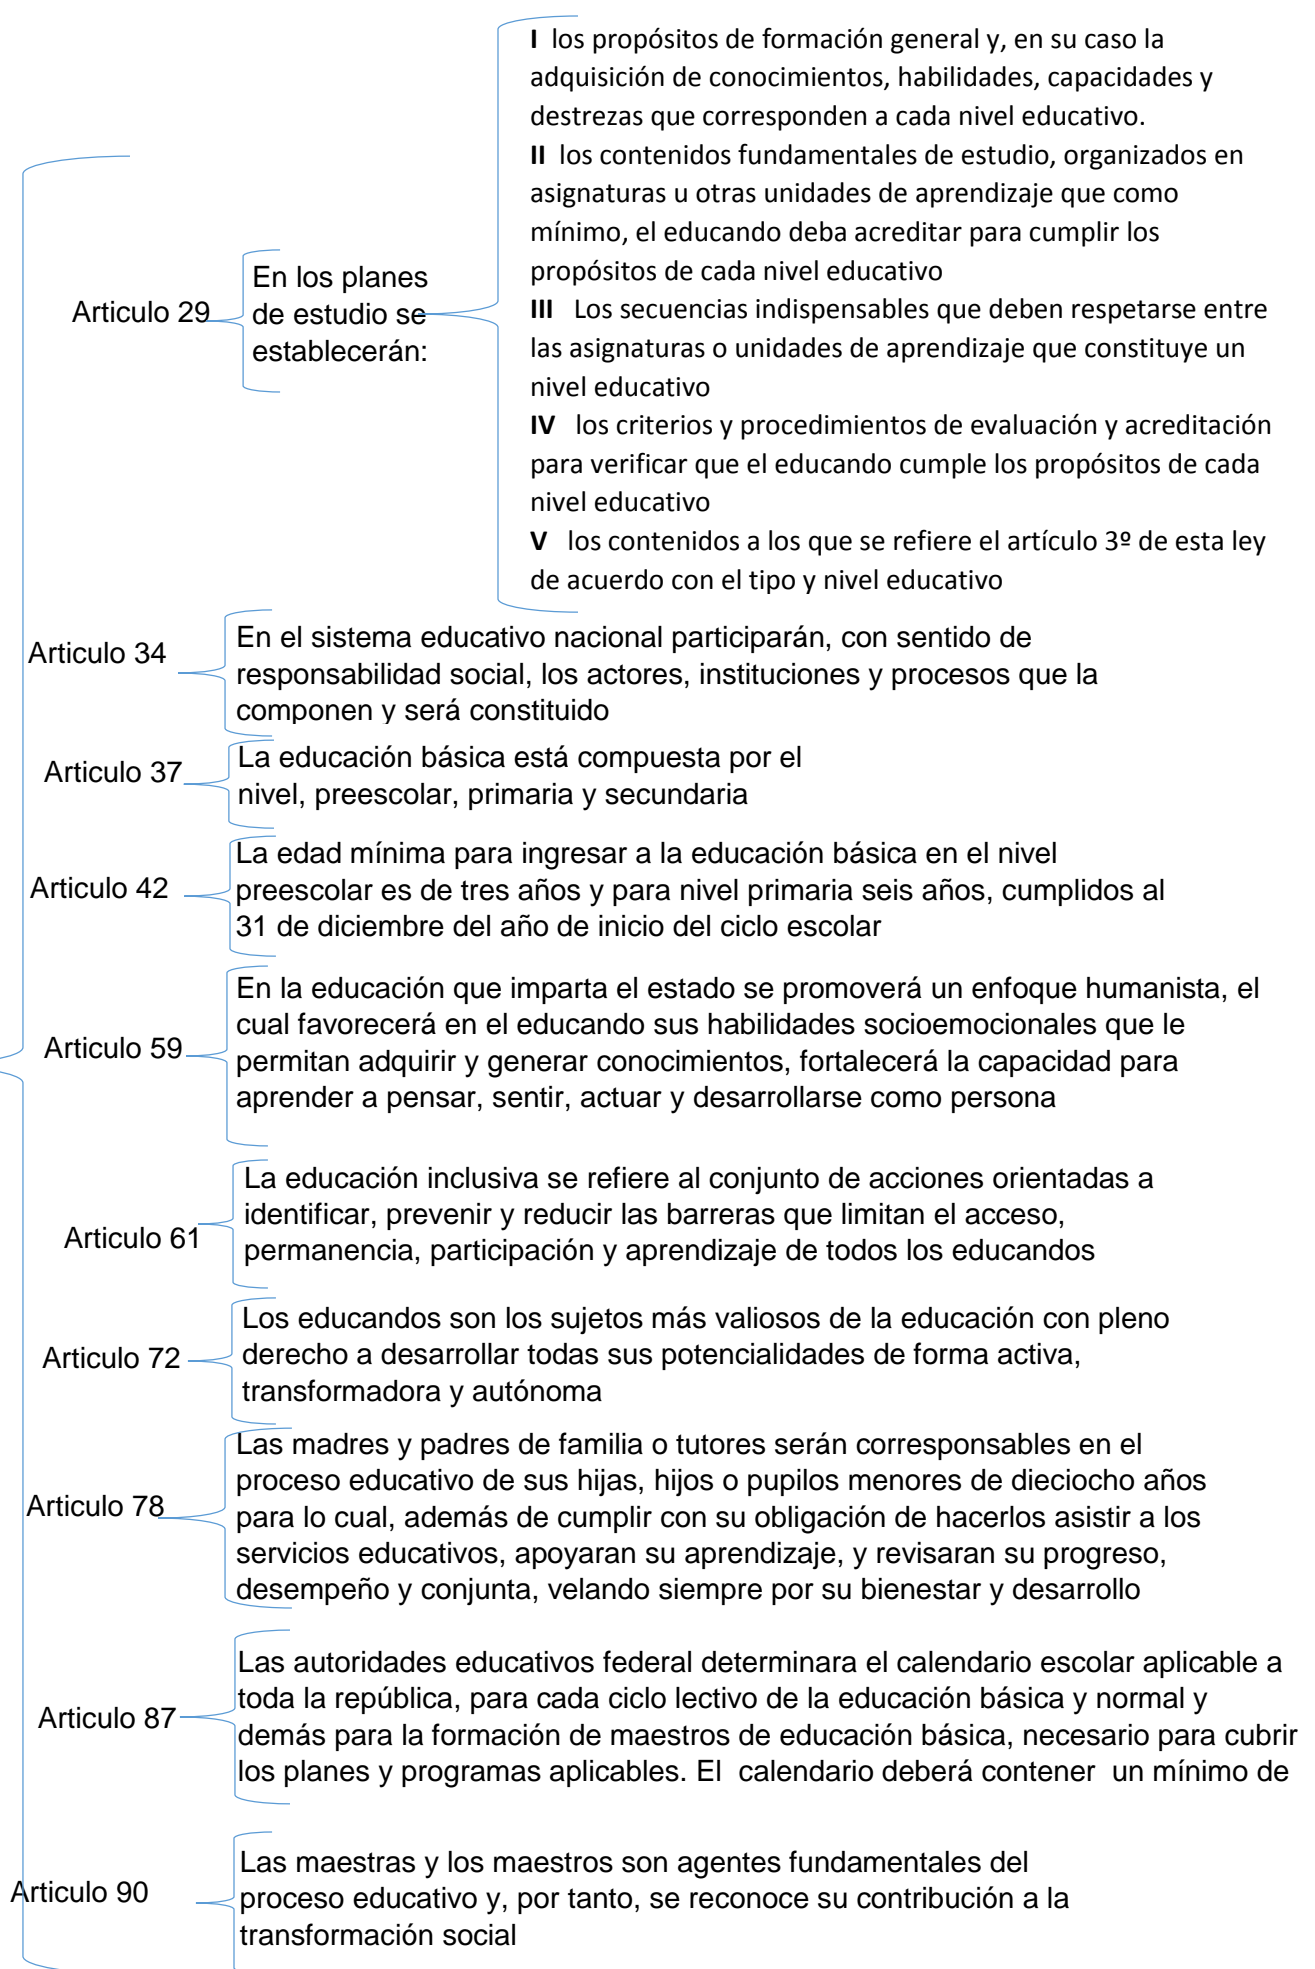 Articulo 29
En los planes
de estudio se
establecerán:
I los propósitos de formación general y, en su caso la
adquisición de conocimientos, habilidades, capacidades y
destrezas que corresponden a cada nivel educativo.
II los contenidos fundamentales de estudio, organizados en
asignaturas u otras unidades de aprendizaje que como
mínimo, el educando deba acreditar para cumplir los
propósitos de cada nivel educativo
III Los secuencias indispensables que deben respetarse entre
las asignaturas o unidades de aprendizaje que constituye un
nivel educativo
IV los criterios y procedimientos de evaluación y acreditación
para verificar que el educando cumple los propósitos de cada
nivel educativo
V los contenidos a los que se refiere el artículo 3º de esta ley
de acuerdo con el tipo y nivel educativo
Articulo 34
En el sistema educativo nacional participarán, con sentido de
responsabilidad social, los actores, instituciones y procesos que la
componen y será constituido
Articulo 37
La educación básica está compuesta por el
nivel, preescolar, primaria y secundaria
Articulo 42
La edad mínima para ingresar a la educación básica en el nivel
preescolar es de tres años y para nivel primaria seis años, cumplidos al
31 de diciembre del año de inicio del ciclo escolar
Articulo 59
En la educación que imparta el estado se promoverá un enfoque humanista, el
cual favorecerá en el educando sus habilidades socioemocionales que le
permitan adquirir y generar conocimientos, fortalecerá la capacidad para
aprender a pensar, sentir, actuar y desarrollarse como persona
Articulo 61
La educación inclusiva se refiere al conjunto de acciones orientadas a
identificar, prevenir y reducir las barreras que limitan el acceso,
permanencia, participación y aprendizaje de todos los educandos
Articulo 72
Los educandos son los sujetos más valiosos de la educación con pleno
derecho a desarrollar todas sus potencialidades de forma activa,
transformadora y autónoma
Articulo 78
Las madres y padres de familia o tutores serán corresponsables en el
proceso educativo de sus hijas, hijos o pupilos menores de dieciocho años
para lo cual, además de cumplir con su obligación de hacerlos asistir a los
servicios educativos, apoyaran su aprendizaje, y revisaran su progreso,
desempeño y conjunta, velando siempre por su bienestar y desarrollo
Articulo 87
Las autoridades educativos federal determinara el calendario escolar aplicable a
toda la república, para cada ciclo lectivo de la educación básica y normal y
demás para la formación de maestros de educación básica, necesario para cubrir
los planes y programas aplicables. El calendario deberá contener un mínimo de
Articulo 90
Las maestras y los maestros son agentes fundamentales del
proceso educativo y, por tanto, se reconoce su contribución a la
transformación social